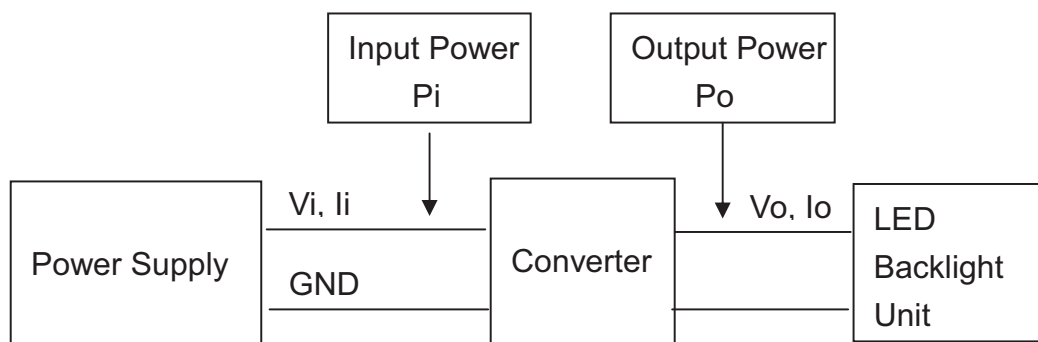 Input Power
Pi
Output Power
Po
Vi, Ii
Vo, Io
Power Supply
GND
Converter
LED
Backlight
Unit